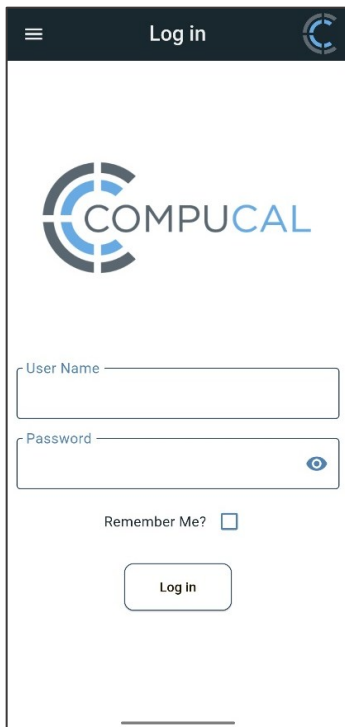 Log in
COMPUCAL
User Name
Password
Remember Me?
Log in